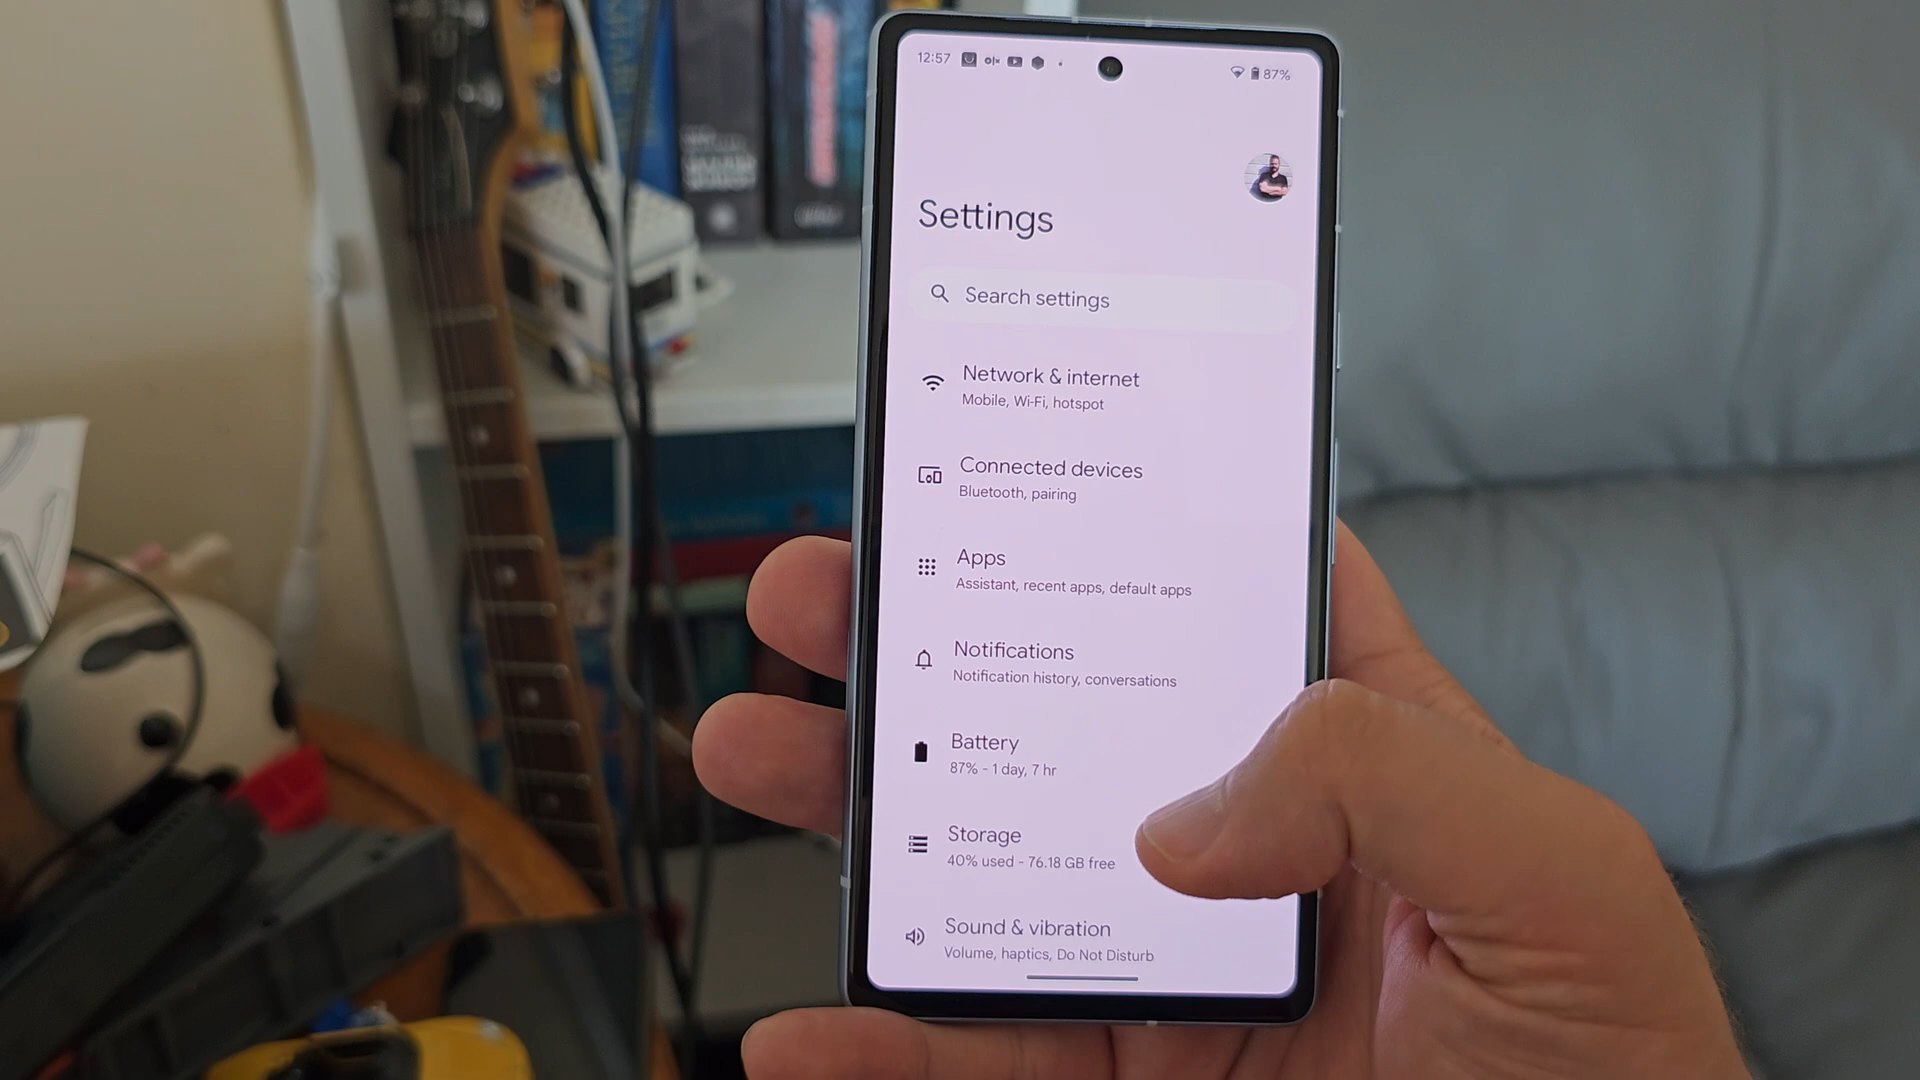 12:57
87%
Settings
Search settings
Network & internet
Mobile, Wi-Fi, hotspot
Connected devices
Bluetooth, pairing
Apps
Assistant, recent apps, default apps
Notifications
Notification history, conversations
Battery
87% - 1 day, 7 hr
Storage
40% used - 76.18 GB free
Sound & vibration
Volume, haptics, Do Not Disturb